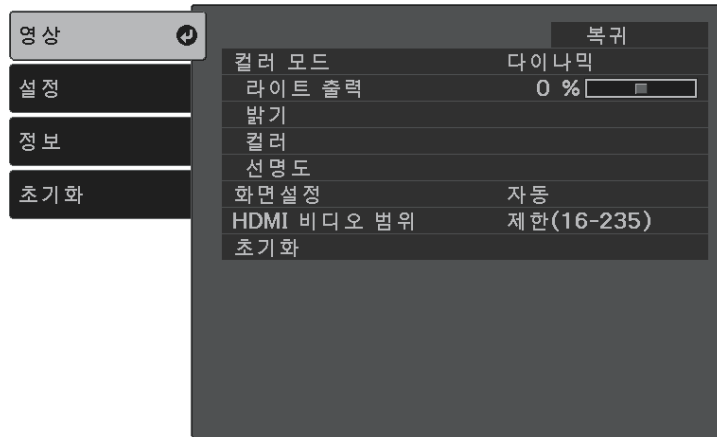 영상
설정
정보
초기화
복귀
컬러 모드 다이나믹
라이트 출력 0 %
밝기
컬러
선명도
화면설정 자동
HDMI 비디오 범위 제한(16-235)
초기화